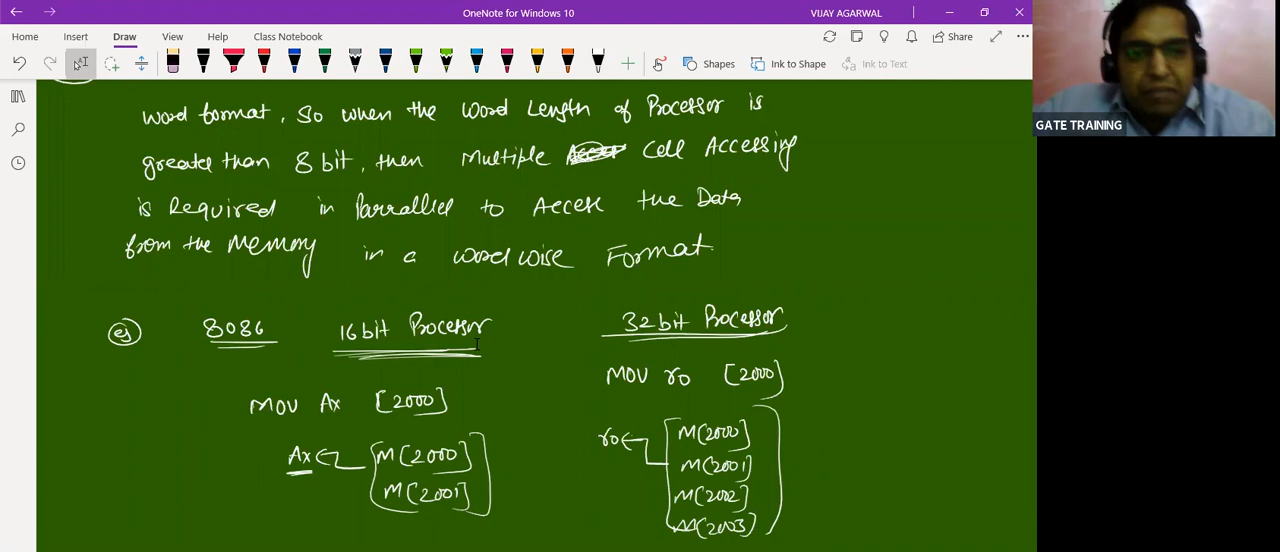 OneNote for Windows 10
VIJAY AGARWAL
Home Insert Draw View Help Class Notebook
Share
Shapes Ink to Shape Ink to Text
GATE TRAINING
word format. So when the word Length of Processor is
greater than 8 bit, then Multiple Cell Accessing
is Required in Parrallel to Access the Data
from the Memory in a word wise Format.
eg 8086 16 bit Processor 32 bit Processor
MOV r0 [2000]
MOV Ax [2000]
r0 ← M[2000]
Ax ← M[2000]
M[2001]
M[2001]
M[2002]
M[2003]